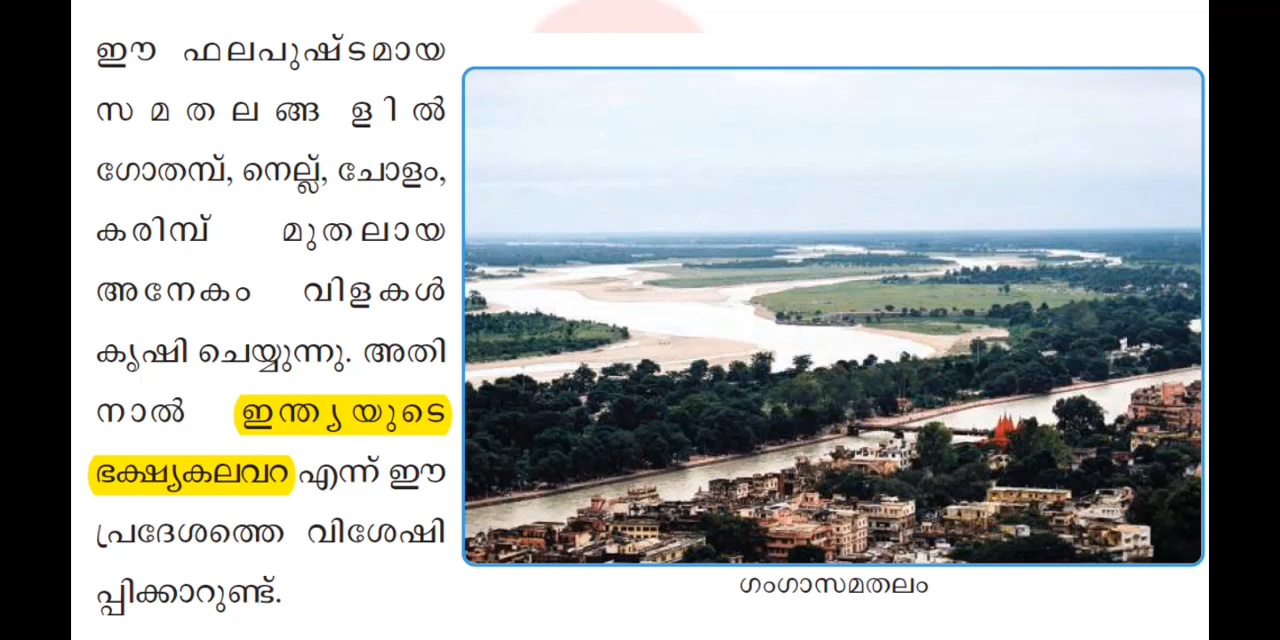 ഈ ഫലപുഷ്ടമായ
സമതലങ്ങളിൽ
ഗോതമ്പ്, നെല്ല്, ചോളം,
കരിമ്പ് മുതലായ
അനേകം വിളകൾ
കൃഷി ചെയ്യുന്നു. അതി
നാൽ ഇന്ത്യയുടെ
ഭക്ഷ്യകലവറ എന്ന് ഈ
പ്രദേശത്തെ വിശേഷി
പ്പിക്കാറുണ്ട്.
ഗംഗാസമതലം